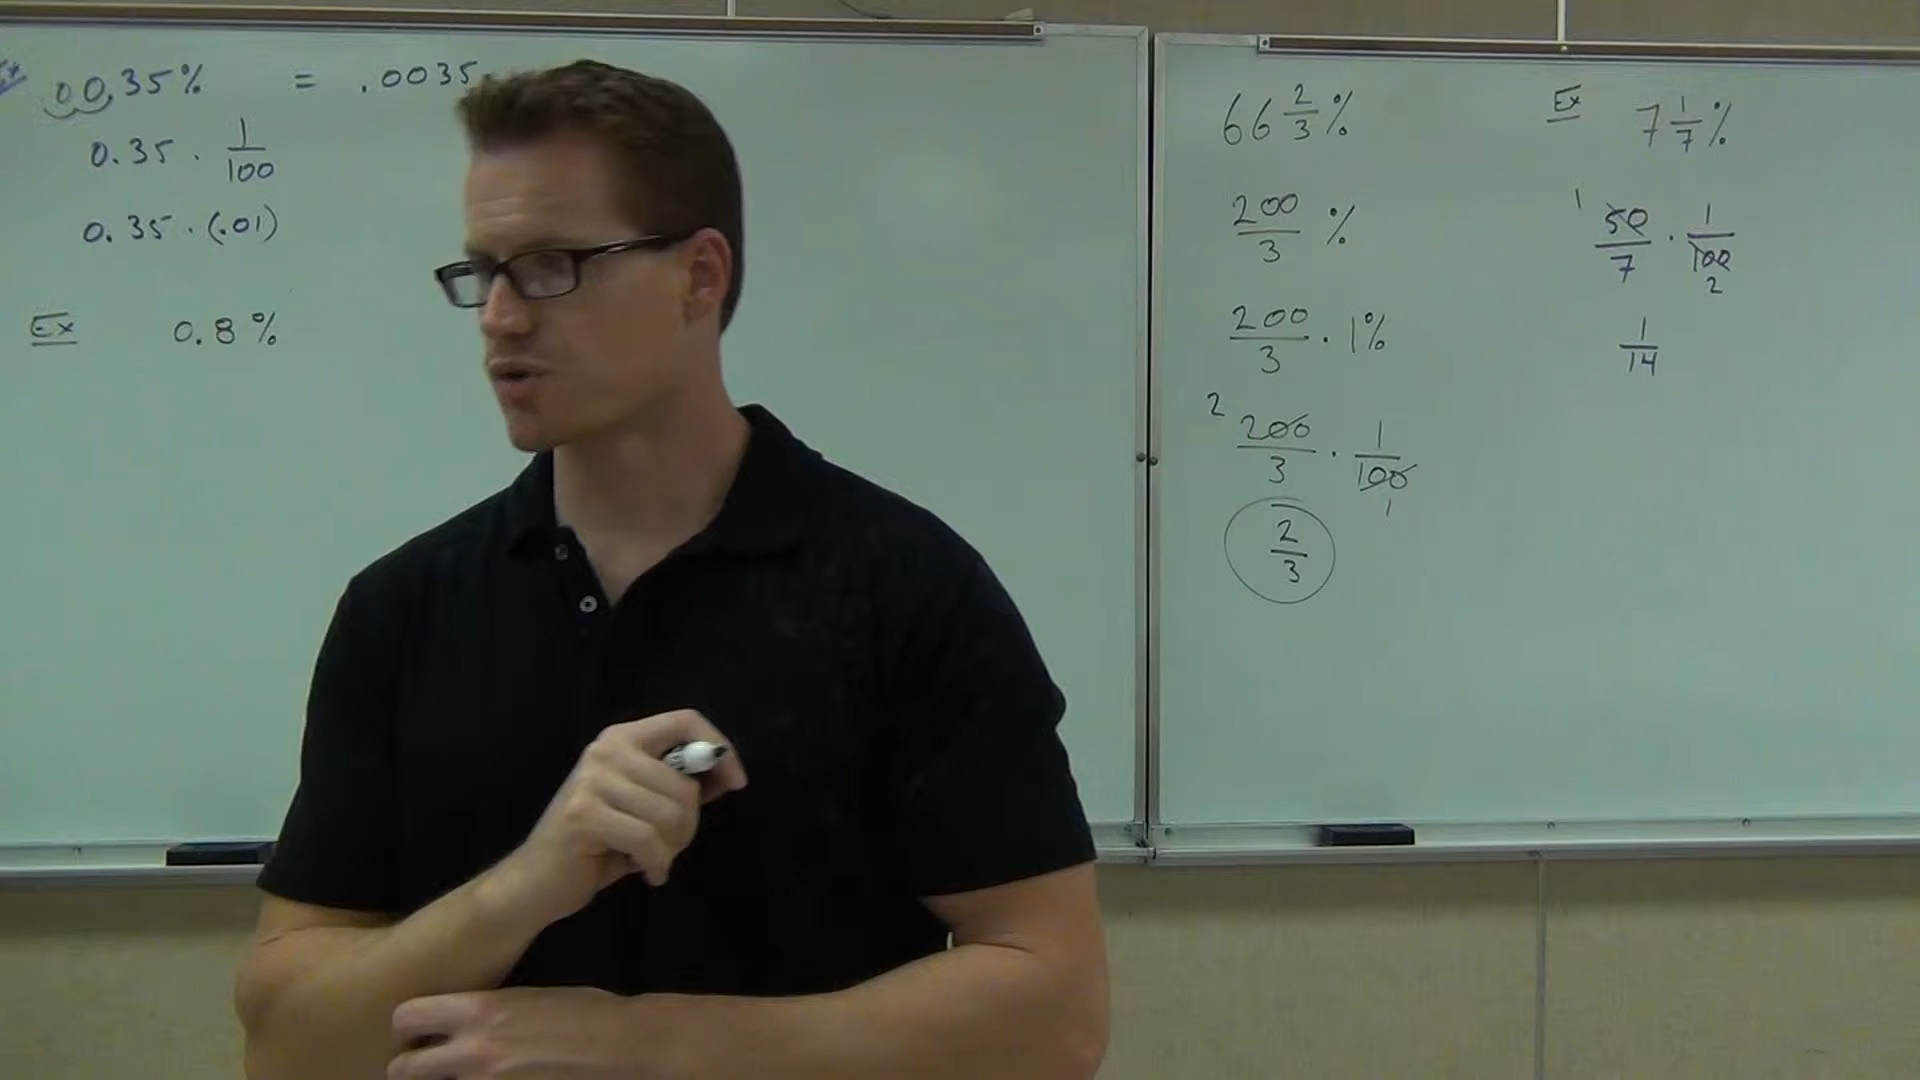 Ex 00.35% = .0035
0.35 · 1/100
0.35 · (.01)
Ex 0.8%
66 2/3 %
200/3 %
200/3 · 1%
2 200/3 · 1/100 1
2/3
Ex 7 1/7 %
1 50/7 · 1/100 2
1/14